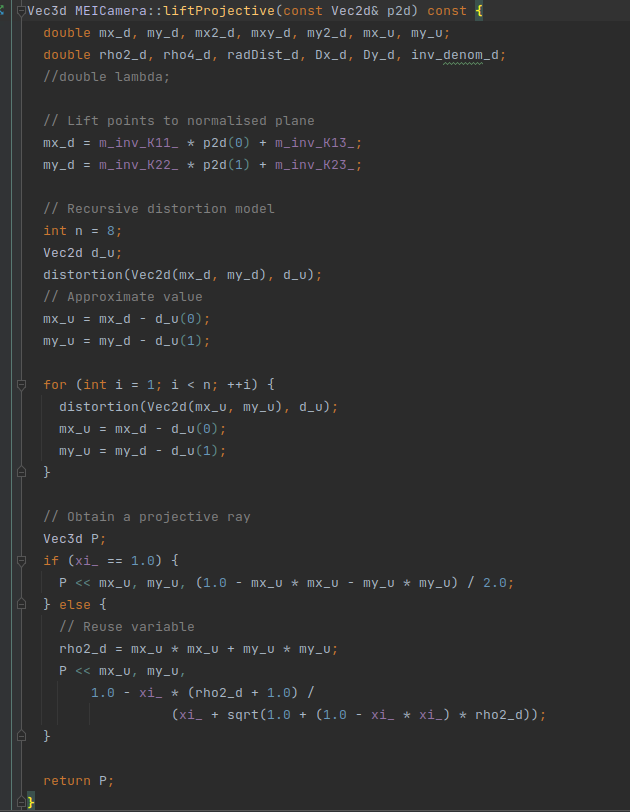 Vec3d MEICamera::liftProjective(const Vec2d& p2d) const {
  double mx_d, my_d, mx2_d, mxy_d, my2_d, mx_u, my_u;
  double rho2_d, rho4_d, radDist_d, Dx_d, Dy_d, inv_denom_d;
  //double lambda;

  // Lift points to normalised plane
  mx_d = m_inv_K11_ * p2d(0) + m_inv_K13_;
  my_d = m_inv_K22_ * p2d(1) + m_inv_K23_;

  // Recursive distortion model
  int n = 8;
  Vec2d d_u;
  distortion(Vec2d(mx_d, my_d), d_u);
  // Approximate value
  mx_u = mx_d - d_u(0);
  my_u = my_d - d_u(1);

  for (int i = 1; i < n; ++i) {
    distortion(Vec2d(mx_u, my_u), d_u);
    mx_u = mx_d - d_u(0);
    my_u = my_d - d_u(1);
  }

  // Obtain a projective ray
  Vec3d P;
  if (xi_ == 1.0) {
    P << mx_u, my_u, (1.0 - mx_u * mx_u - my_u * my_u) / 2.0;
  } else {
    // Reuse variable
    rho2_d = mx_u * mx_u + my_u * my_u;
    P << mx_u, my_u,
        1.0 - xi_ * (rho2_d + 1.0) /
                  (xi_ + sqrt(1.0 + (1.0 - xi_ * xi_) * rho2_d));
  }

  return P;
}